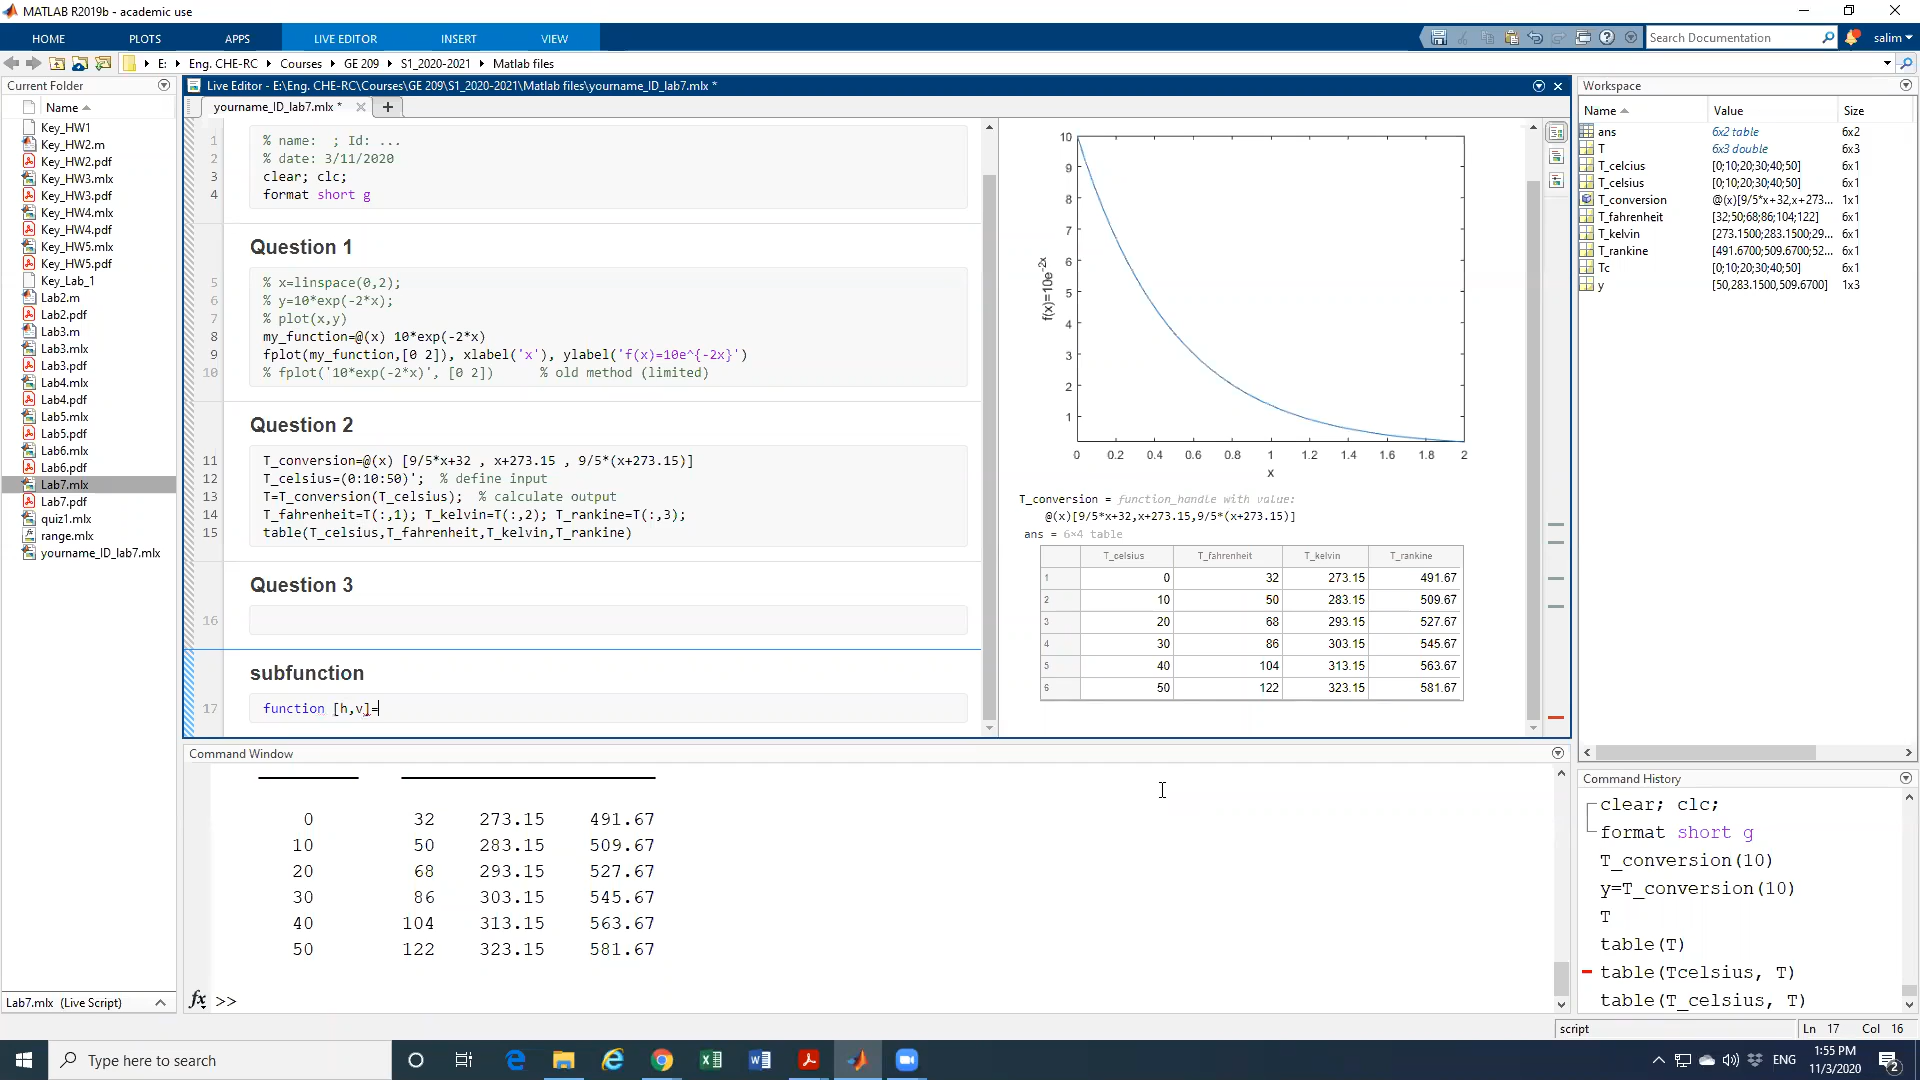 MATLAB R2019b - academic use
HOME PLOTS APPS LIVE EDITOR INSERT VIEW Search Documentation salim
E: Eng. CHE-RC Courses GE 209 S1_2020-2021 Matlab files
Current Folder
Name
Key_HW1
Key_HW2.m
Key_HW2.pdf
Key_HW3.mlx
Key_HW3.pdf
Key_HW4.mlx
Key_HW4.pdf
Key_HW5.mlx
Key_HW5.pdf
Key_Lab_1
Lab2.m
Lab2.pdf
Lab3.m
Lab3.mlx
Lab3.pdf
Lab4.mlx
Lab4.pdf
Lab5.mlx
Lab5.pdf
Lab6.mlx
Lab6.pdf
Lab7.mlx
Lab7.pdf
quiz1.mlx
range.mlx
yourname_ID_lab7.mlx
Lab7.mlx (Live Script)
Live Editor - E:\Eng. CHE-RC\Courses\GE 209\S1_2020-2021\Matlab files\yourname_ID_lab7.mlx *
yourname_ID_lab7.mlx *
1 % name: ; Id: ...
2 % date: 3/11/2020
3 clear; clc;
4 format short g
Question 1
5 % x=linspace(0,2);
6 % y=10*exp(-2*x);
7 % plot(x,y)
8 my_function=@(x) 10*exp(-2*x)
9 fplot(my_function,[0 2]), xlabel('x'), ylabel('f(x)=10e^{-2x}')
10 % fplot('10*exp(-2*x)', [0 2]) % old method (limited)
Question 2
11 T_conversion=@(x) [9/5*x+32 , x+273.15 , 9/5*(x+273.15)]
12 T_celsius=(0:10:50)'; % define input
13 T=T_conversion(T_celsius); % calculate output
14 T_fahrenheit=T(:,1); T_kelvin=T(:,2); T_rankine=T(:,3);
15 table(T_celsius,T_fahrenheit,T_kelvin,T_rankine)
Question 3
16
subfunction
17 function [h,v]=
10
9
8
7
6
5
4
3
2
1
f(x)=10e-2x
0 0.2 0.4 0.6 0.8 1 1.2 1.4 1.6 1.8 2
x
T_conversion = function_handle with value:
@(x)[9/5*x+32,x+273.15,9/5*(x+273.15)]
ans = 6×4 table
T_celsius T_fahrenheit T_kelvin T_rankine
1 0 32 273.15 491.67
2 10 50 283.15 509.67
3 20 68 293.15 527.67
4 30 86 303.15 545.67
5 40 104 313.15 563.67
6 50 122 323.15 581.67
Command Window
0 32 273.15 491.67
10 50 283.15 509.67
20 68 293.15 527.67
30 86 303.15 545.67
40 104 313.15 563.67
50 122 323.15 581.67
fx >>
Workspace
Name Value Size
ans 6x2 table 6x2
T 6x3 double 6x3
T_celcius [0;10;20;30;40;50] 6x1
T_celsius [0;10;20;30;40;50] 6x1
T_conversion @(x)[9/5*x+32,x+273... 1x1
T_fahrenheit [32;50;68;86;104;122] 6x1
T_kelvin [273.1500;283.1500;29... 6x1
T_rankine [491.6700;509.6700;52... 6x1
Tc [0;10;20;30;40;50] 6x1
y [50,283.1500,509.6700] 1x3
Command History
clear; clc;
format short g
T_conversion(10)
y=T_conversion(10)
T
table(T)
table(Tcelsius, T)
table(T_celsius, T)
script Ln 17 Col 16
Type here to search
ENG
1:55 PM
11/3/2020
2